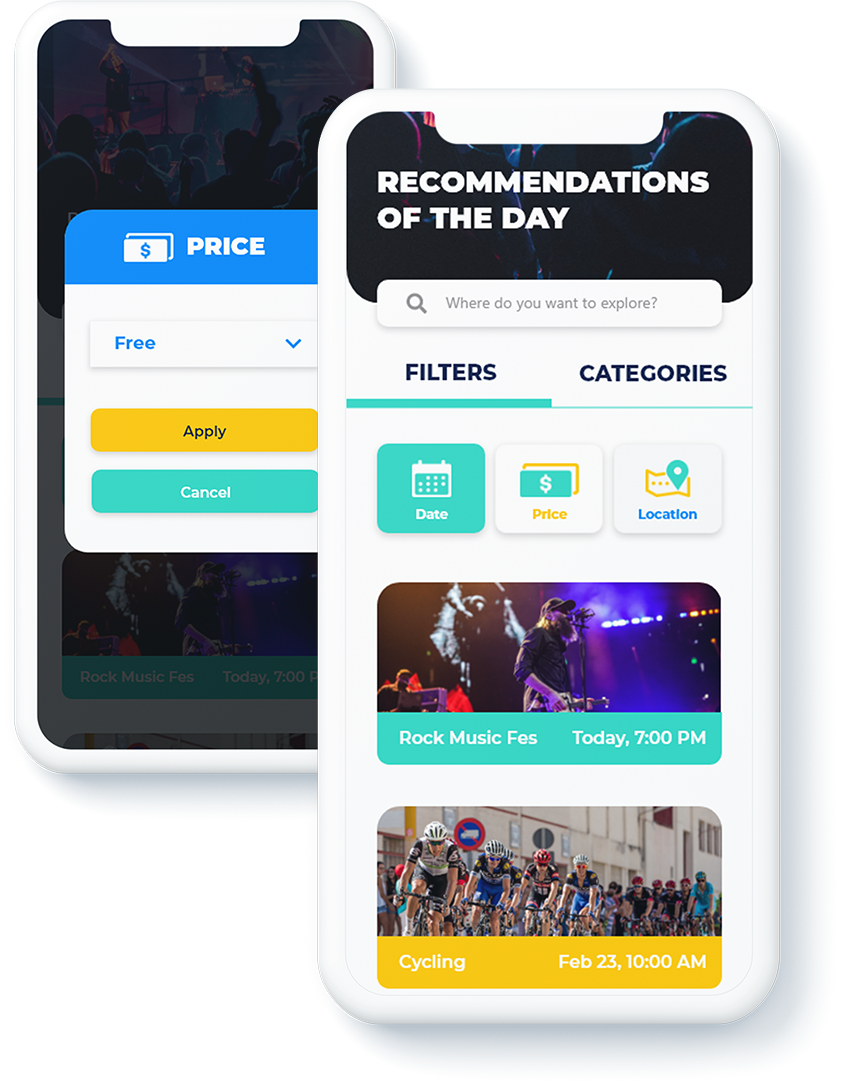 PRICE
Free
Apply
Cancel
Rock Music Fes
Today, 7:00 P
RECOMMENDATIONS
OF THE DAY
Where do you want to explore?
FILTERS
CATEGORIES
Date
Price
Location
Rock Music Fes
Today, 7:00 PM
Cycling
Feb 23, 10:00 AM